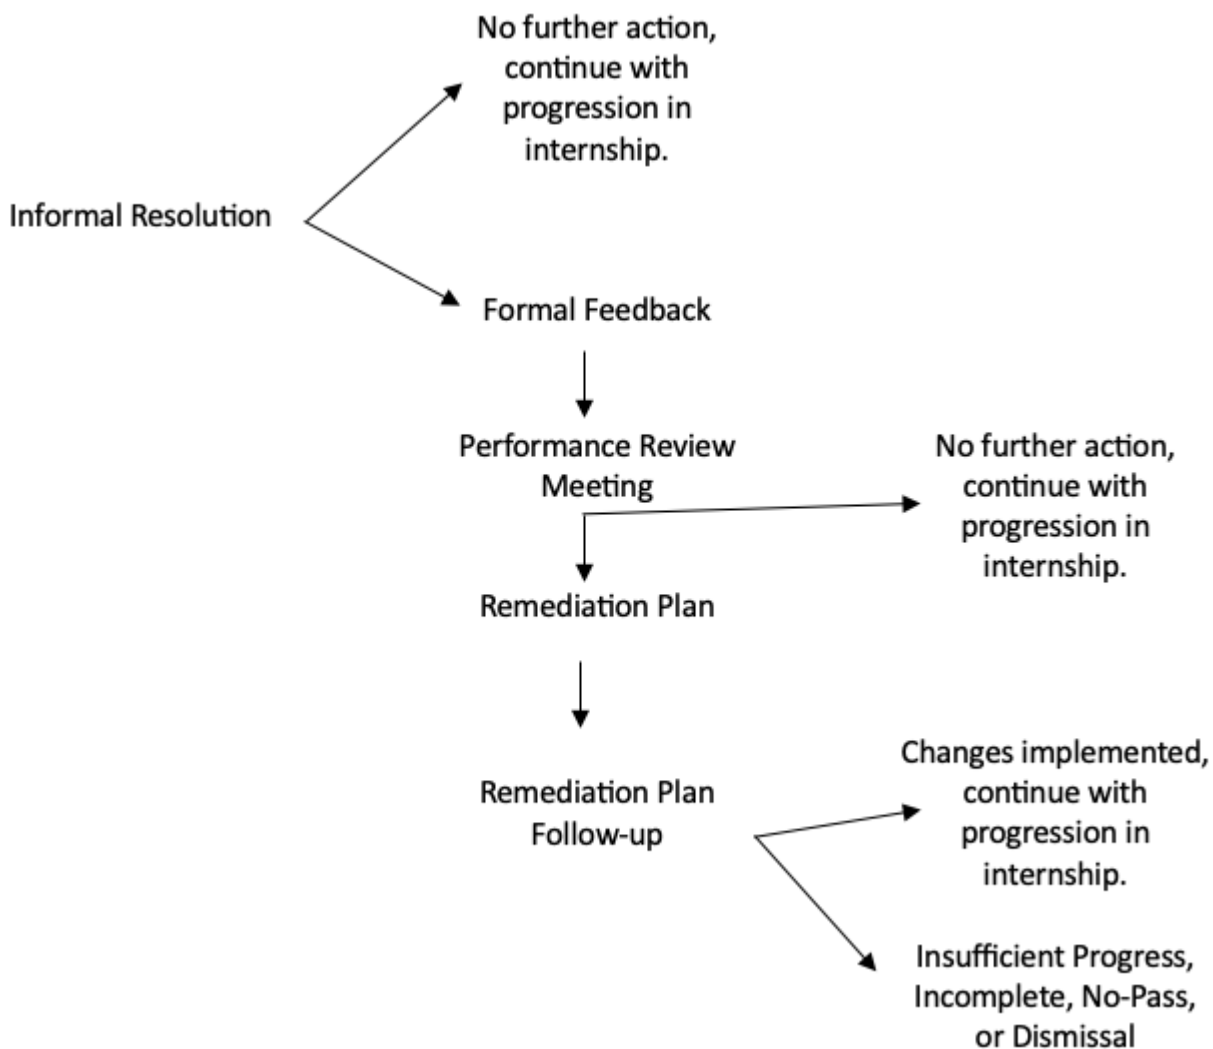 No further action,
continue with
progression in
internship.
Informal Resolution
Formal Feedback
Performance Review
Meeting
No further action,
continue with
progression in
internship.
Remediation Plan
Remediation Plan
Follow-up
Changes implemented,
continue with
progression in
internship.
Insufficient Progress,
Incomplete, No-Pass,
or Dismissal